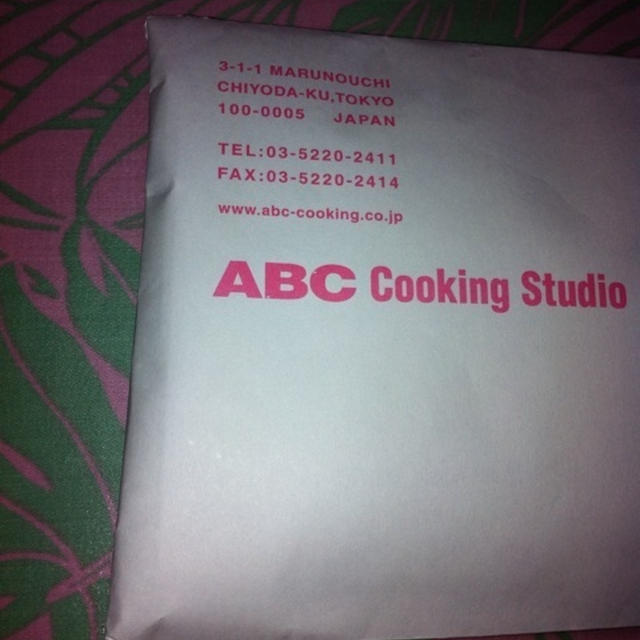 3-1-1 MARUNOUCHI
CHIYODA-KU,TOKYO
100-0005 JAPAN
TEL:03-5220-2411
FAX:03-5220-2414
www.abc-cooking.co.jp
ABC Cooking Studio